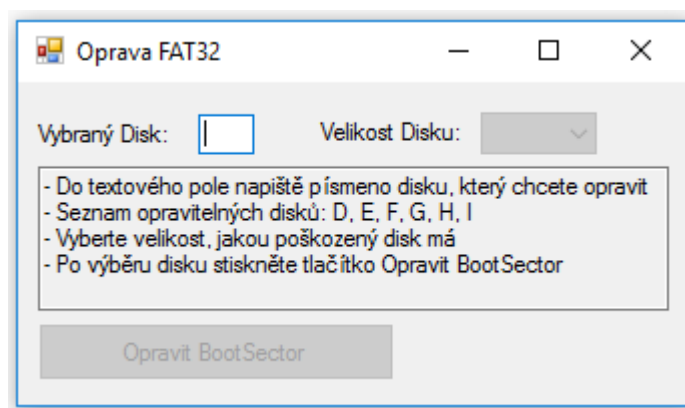 Oprava FAT32
Vybraný Disk: Velikost Disku:
- Do textového pole napiště písmeno disku, který chcete opravit
- Seznam opravitelných disků: D, E, F, G, H, I
- Vyberte velikost, jakou poškozený disk má
- Po výběru disku stiskněte tlačítko Opravit BootSector
Opravit BootSector